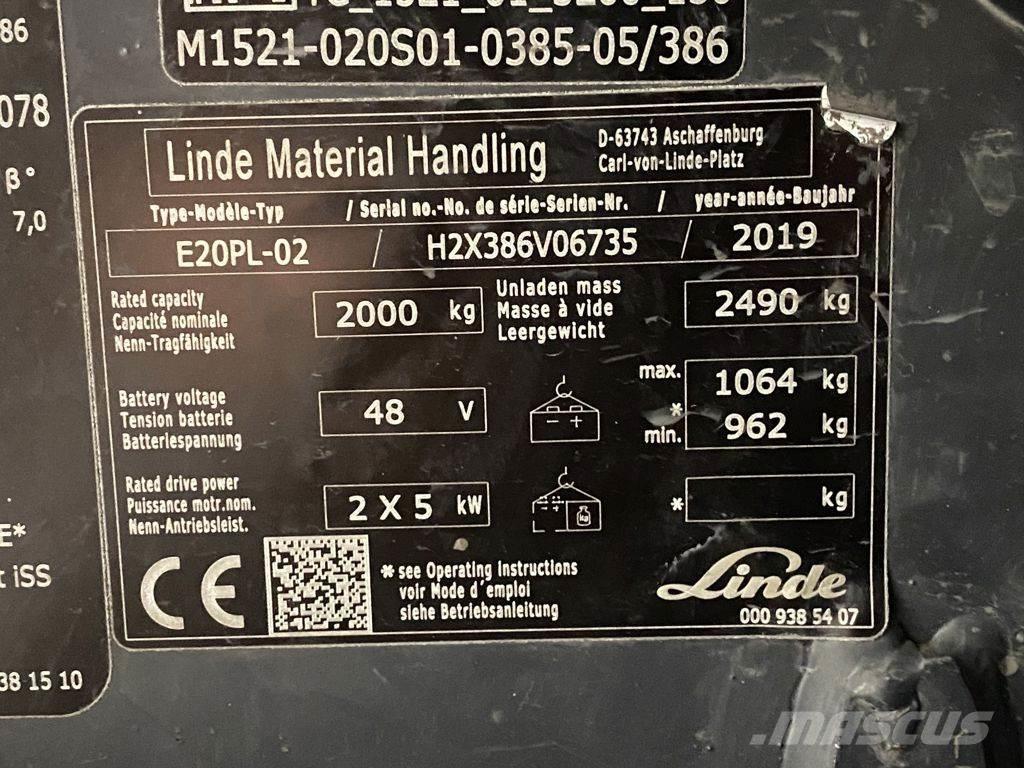 M1521-020S01-0385-05/386
86
078
β°
7,0
E*
t iSS
38 15 10
Linde Material Handling
D-63743 Aschaffenburg
Carl-von-Linde-Platz
Type-Modèle-Typ / Serial no.-No. de série-Serien-Nr. / year-année-Baujahr
E20PL-02 / H2X386V06735 / 2019
Rated capacity
Capacité nominale
Nenn-Tragfähigkeit
2000 kg
Unladen mass
Masse à vide
Leergewicht
2490 kg
Battery voltage
Tension batterie
Batteriespannung
48 V
- +
max. 1064 kg
*
min. 962 kg
Rated drive power
Puissance motr.nom.
Nenn-Antriebsleist.
2 X 5 kW
kg
* kg
CE
* see Operating instructions
voir Mode d'emploi
siehe Betriebsanleitung
Linde
000 938 54 07
MASCUS